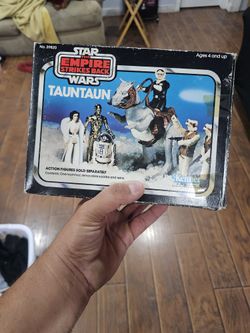 No. 39820
Ages 4 and up
STAR
THE EMPIRE
STRIKES BACK
WARS
TAUNTAUN
ACTION FIGURES SOLD SEPARATELY
Kenner